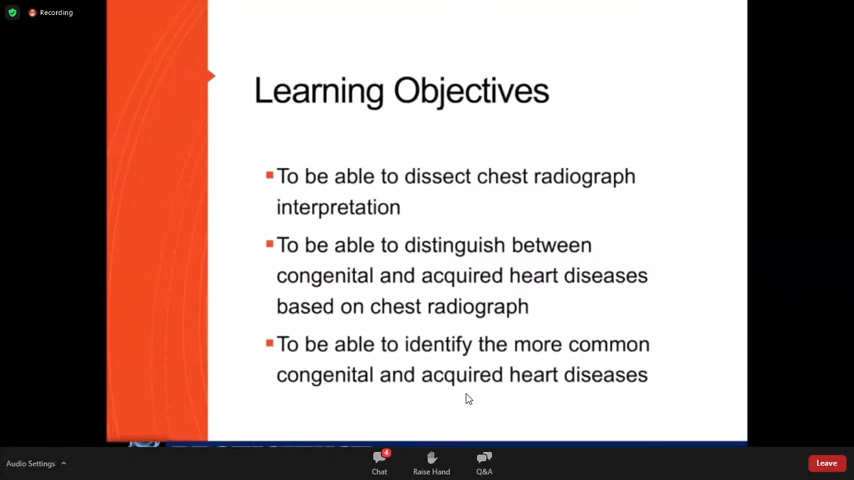 Recording
Learning Objectives
To be able to dissect chest radiograph
interpretation
To be able to distinguish between
congenital and acquired heart diseases
based on chest radiograph
To be able to identify the more common
congenital and acquired heart diseases
Audio Settings
4
Chat
Raise Hand
Q&A
Leave